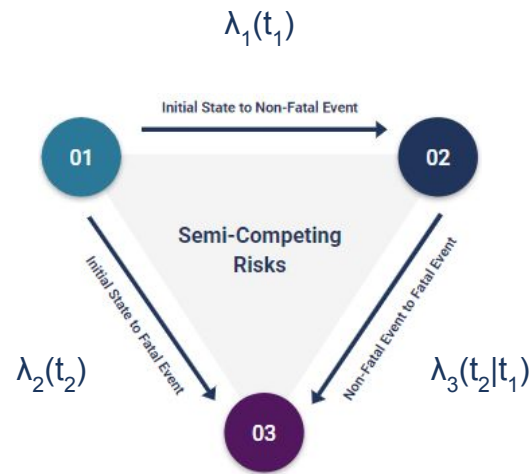 λ₁(t₁)
Initial State to Non-Fatal Event
01
02
Semi-Competing
Risks
Initial State to Fatal Event
Non-Fatal Event to Fatal Event
λ₂(t₂)
λ₃(t₂|t₁)
03